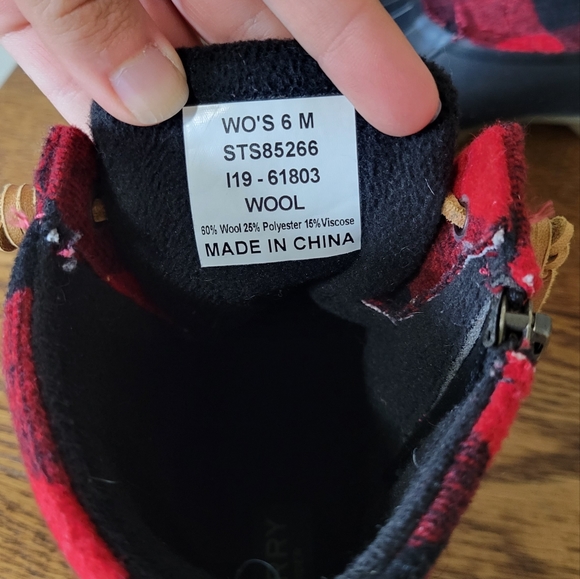 WO'S 6 M
STS85266
I19 - 61803
WOOL
60% Wool 25% Polyester 15% Viscose
MADE IN CHINA